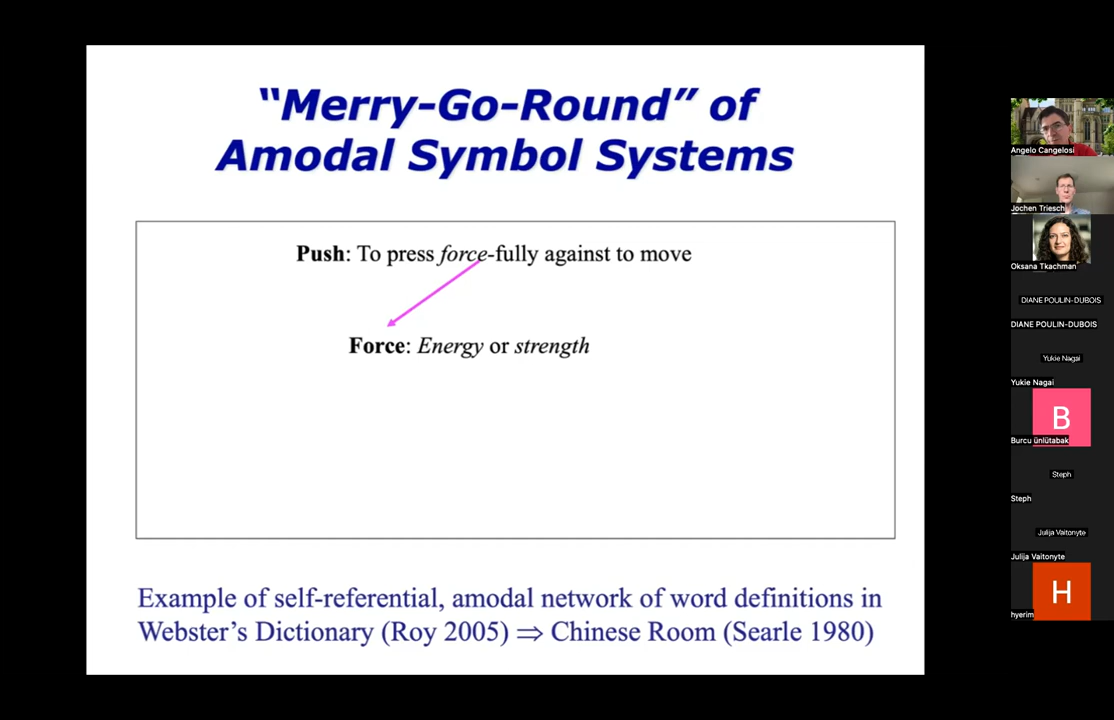 “Merry-Go-Round” of
Amodal Symbol Systems
Push: To press force-fully against to move
Force: Energy or strength
Example of self-referential, amodal network of word definitions in
Webster’s Dictionary (Roy 2005) ⇒ Chinese Room (Searle 1980)
Angelo Cangelosi
Jochen Triesch
Oksana Tkachman
DIANE POULIN-DUBOIS
DIANE POULIN-DUBOIS
Yukie Nagai
Yukie Nagai
B
Burcu ünlütabak
Steph
Steph
Julija Vaitonyte
Julija Vaitonyte
H
hyerim